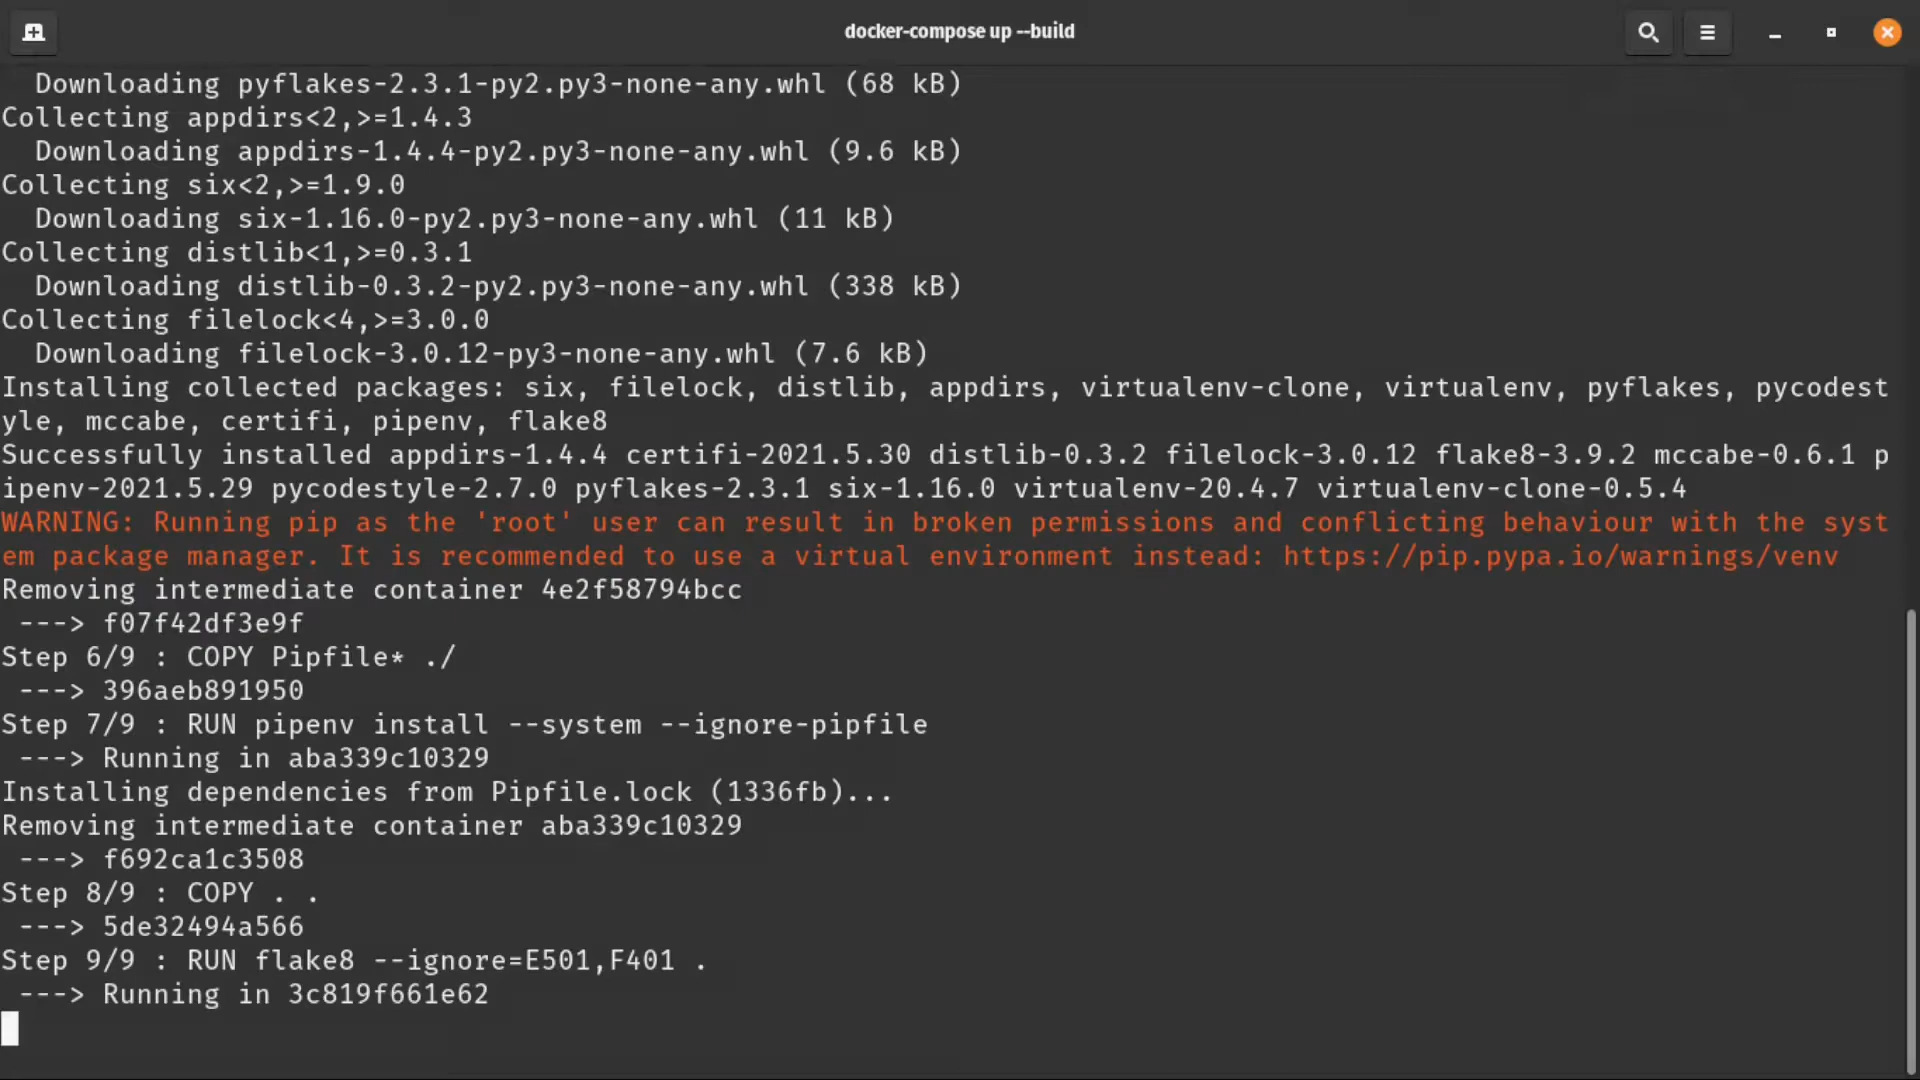 docker-compose up --build
Downloading pyflakes-2.3.1-py2.py3-none-any.whl (68 kB)
Collecting appdirs<2,>=1.4.3
Downloading appdirs-1.4.4-py2.py3-none-any.whl (9.6 kB)
Collecting six<2,>=1.9.0
Downloading six-1.16.0-py2.py3-none-any.whl (11 kB)
Collecting distlib<1,>=0.3.1
Downloading distlib-0.3.2-py2.py3-none-any.whl (338 kB)
Collecting filelock<4,>=3.0.0
Downloading filelock-3.0.12-py3-none-any.whl (7.6 kB)
Installing collected packages: six, filelock, distlib, appdirs, virtualenv-clone, virtualenv, pyflakes, pycodest
yle, mccabe, certifi, pipenv, flake8
Successfully installed appdirs-1.4.4 certifi-2021.5.30 distlib-0.3.2 filelock-3.0.12 flake8-3.9.2 mccabe-0.6.1 p
ipenv-2021.5.29 pycodestyle-2.7.0 pyflakes-2.3.1 six-1.16.0 virtualenv-20.4.7 virtualenv-clone-0.5.4
WARNING: Running pip as the 'root' user can result in broken permissions and conflicting behaviour with the syst
em package manager. It is recommended to use a virtual environment instead: https://pip.pypa.io/warnings/venv
Removing intermediate container 4e2f58794bcc
---> f07f42df3e9f
Step 6/9 : COPY Pipfile* ./
---> 396aeb891950
Step 7/9 : RUN pipenv install --system --ignore-pipfile
---> Running in aba339c10329
Installing dependencies from Pipfile.lock (1336fb)...
Removing intermediate container aba339c10329
---> f692ca1c3508
Step 8/9 : COPY . .
---> 5de32494a566
Step 9/9 : RUN flake8 --ignore=E501,F401 .
---> Running in 3c819f661e62